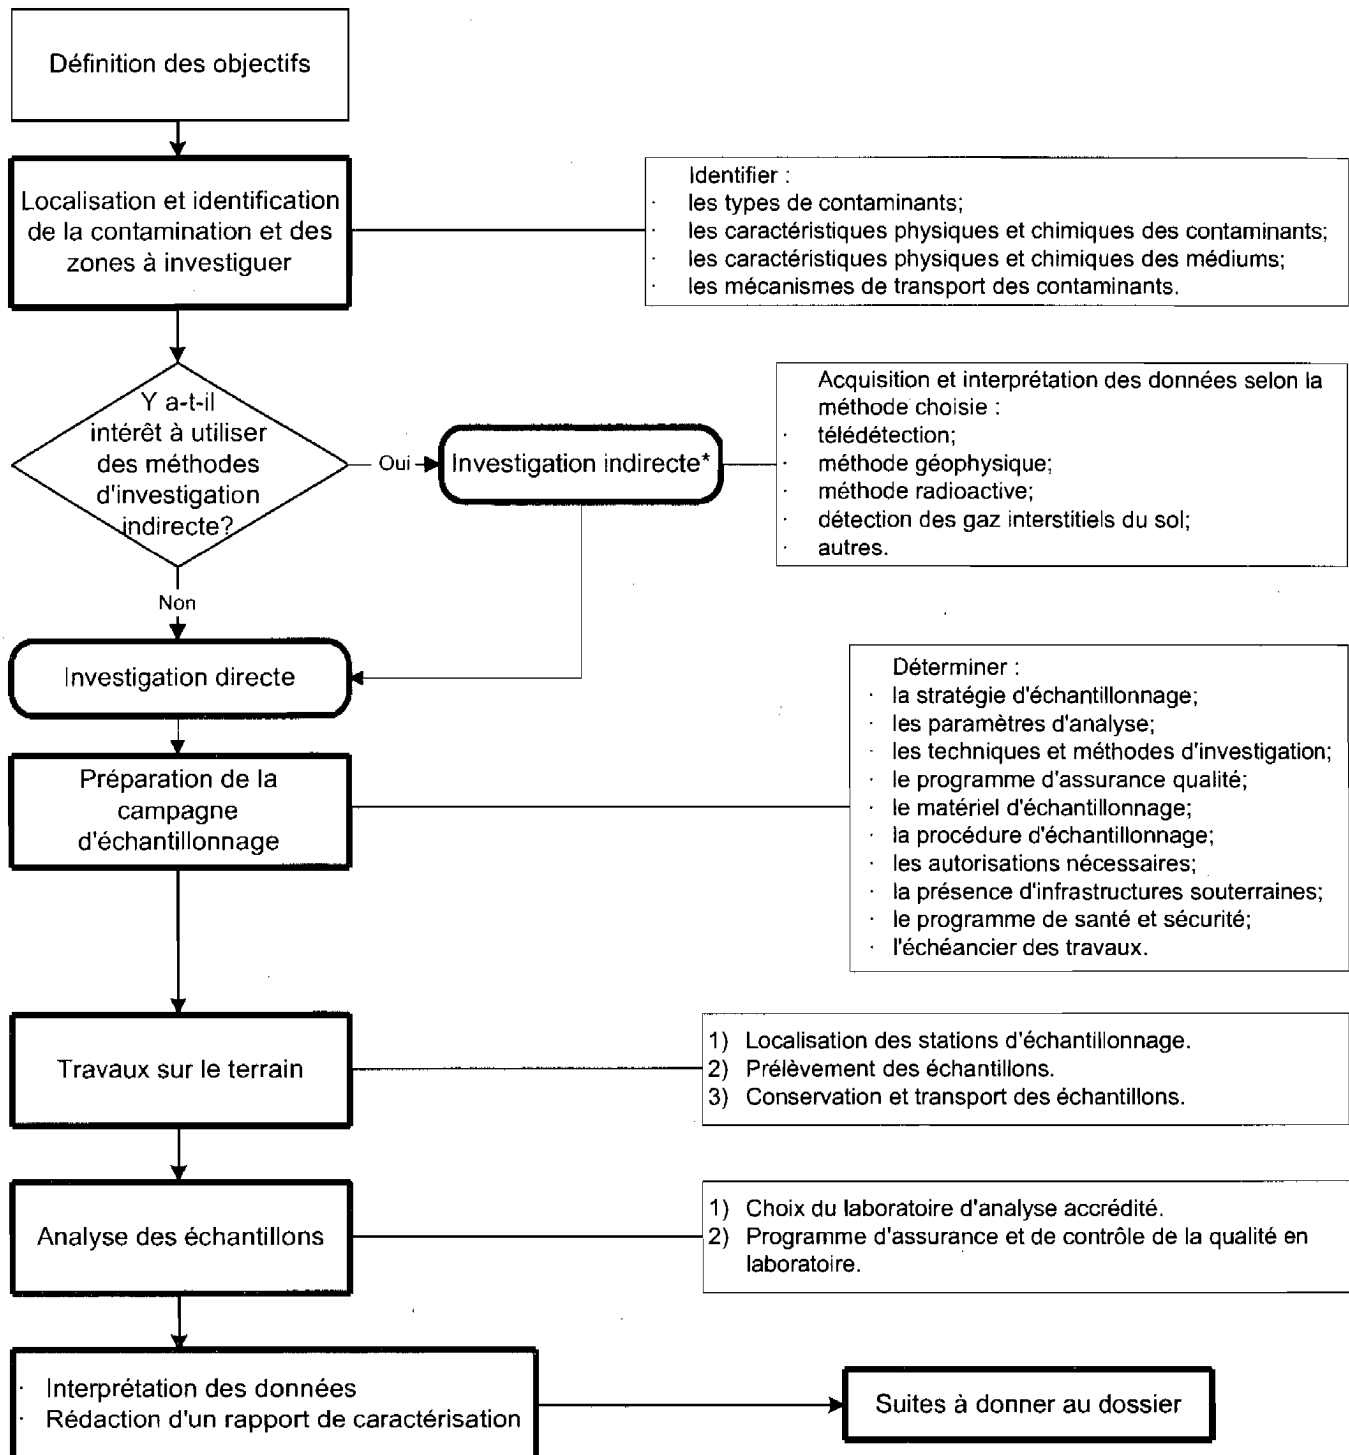 Définition des objectifs
Localisation et identification
de la contamination et des
zones à investiguer
Identifier :
· les types de contaminants;
· les caractéristiques physiques et chimiques des contaminants;
· les caractéristiques physiques et chimiques des médiums;
· les mécanismes de transport des contaminants.
Y a-t-il
intérêt à utiliser
des méthodes
d'investigation
indirecte?
Oui
Investigation indirecte*
Acquisition et interprétation des données selon la
méthode choisie :
· télédétection;
· méthode géophysique;
· méthode radioactive;
· détection des gaz interstitiels du sol;
· autres.
Non
Investigation directe
Préparation de la
campagne
d'échantillonnage
Déterminer :
· la stratégie d'échantillonnage;
· les paramètres d'analyse;
· les techniques et méthodes d'investigation;
· le programme d'assurance qualité;
· le matériel d'échantillonnage;
· la procédure d'échantillonnage;
· les autorisations nécessaires;
· la présence d'infrastructures souterraines;
· le programme de santé et sécurité;
· l'échéancier des travaux.
Travaux sur le terrain
1) Localisation des stations d'échantillonnage.
2) Prélèvement des échantillons.
3) Conservation et transport des échantillons.
Analyse des échantillons
1) Choix du laboratoire d'analyse accrédité.
2) Programme d'assurance et de contrôle de la qualité en
laboratoire.
· Interprétation des données
· Rédaction d'un rapport de caractérisation
Suites à donner au dossier